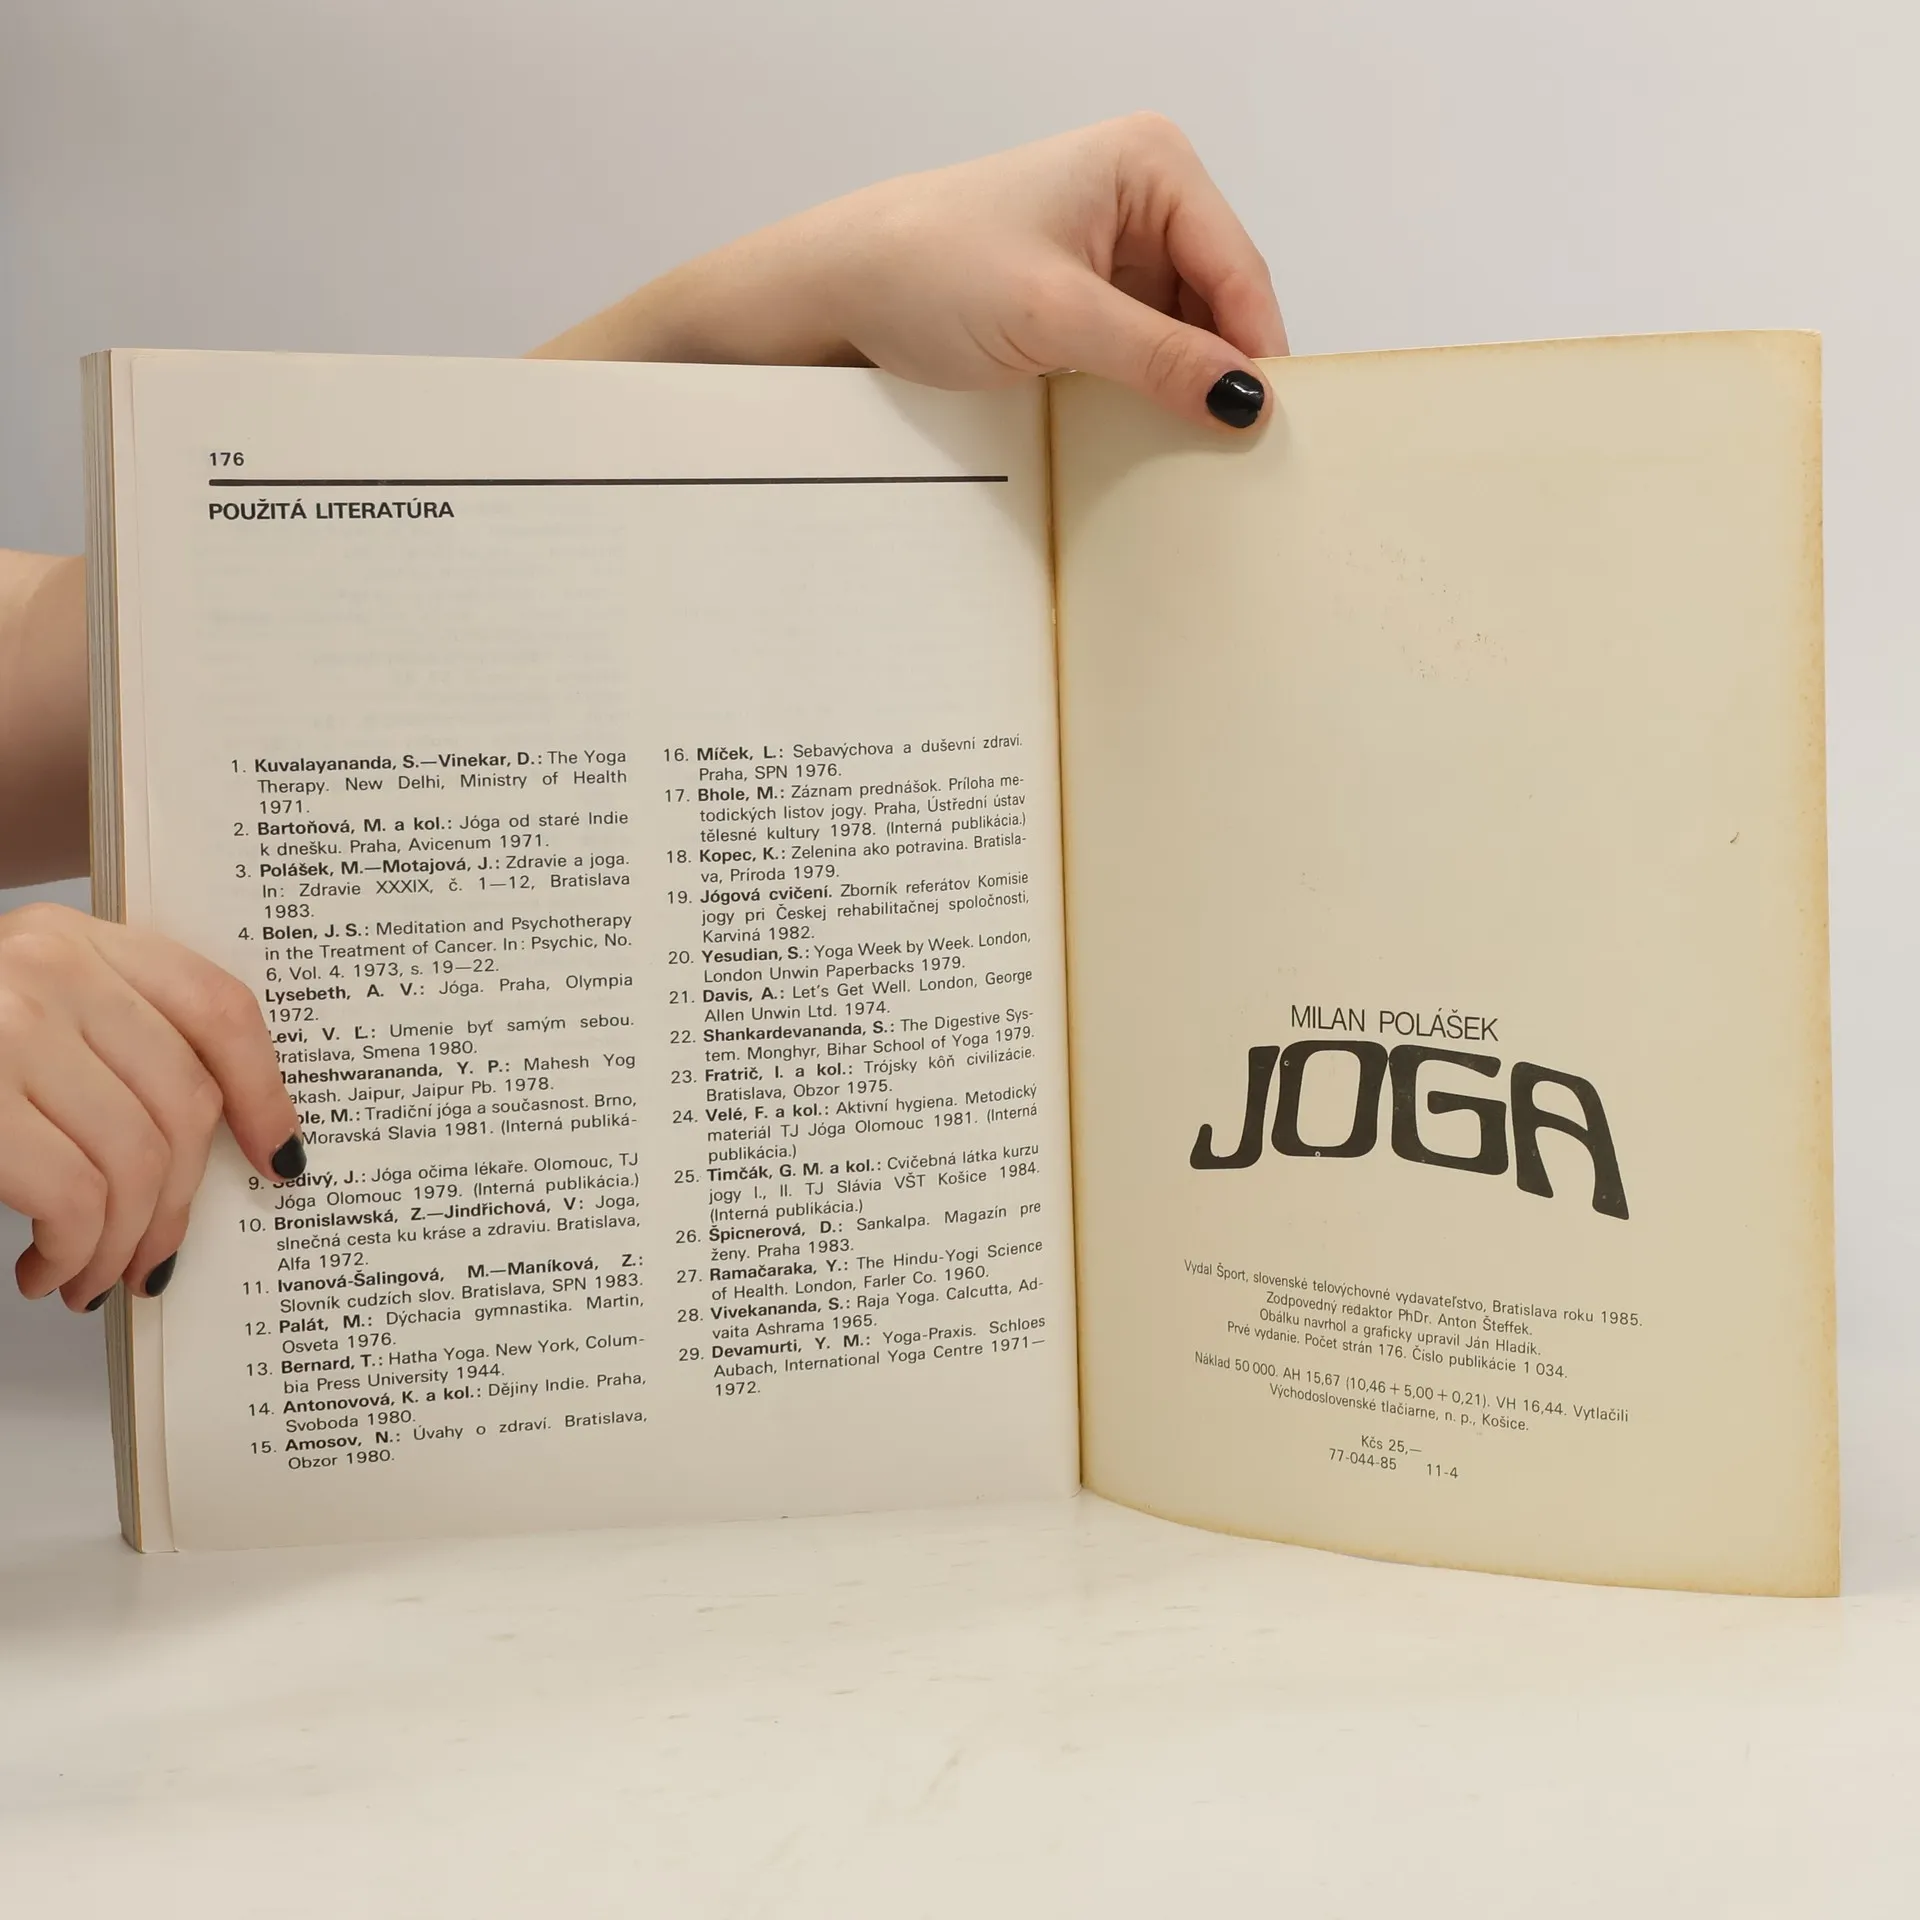 176
POUŽITÁ LITERATÚRA
1. Kuvalayananda, S.—Vinekar, D.: The Yoga
Therapy. New Delhi, Ministry of Health
1971.
2. Bartoňová, M. a kol.: Jóga od staré Indie
k dnešku. Praha, Avicenum 1971.
3. Polášek, M.—Motajová, J.: Zdravie a joga.
In: Zdravie XXXIX, č. 1—12, Bratislava
1983.
4. Bolen, J. S.: Meditation and Psychotherapy
in the Treatment of Cancer. In: Psychic, No.
6, Vol. 4. 1973, s. 19—22.
Lysebeth, A. V.: Jóga. Praha, Olympia
1972.
Levi, V. Ľ.: Umenie byť samým sebou.
Bratislava, Smena 1980.
Maheshwarananda, Y. P.: Mahesh Yog
akash. Jaipur, Jaipur Pb. 1978.
ole, M.: Tradiční jóga a současnost. Brno,
Moravská Slavia 1981. (Interná publiká-
9. Šedivý, J.: Jóga očima lékaře. Olomouc, TJ
Jóga Olomouc 1979. (Interná publikácia.)
10. Bronislawská, Z.—Jindřichová, V: Joga,
slnečná cesta ku kráse a zdraviu. Bratislava,
Alfa 1972.
11. Ivanová-Šalingová, M.—Maníková, Z.:
Slovník cudzích slov. Bratislava, SPN 1983.
12. Palát, M.: Dýchacia gymnastika. Martin,
Osveta 1976.
13. Bernard, T.: Hatha Yoga. New York, Colum-
bia Press University 1944.
14. Antonovová, K. a kol.: Dějiny Indie. Praha,
Svoboda 1980.
15. Amosov, N.: Úvahy o zdraví. Bratislava,
Obzor 1980.
16. Míček, L.: Sebavýchova a duševní zdraví.
Praha, SPN 1976.
17. Bhole, M.: Záznam prednášok. Príloha me-
todických listov jogy. Praha, Ústřední ústav
tělesné kultury 1978. (Interná publikácia.)
18. Kopec, K.: Zelenina ako potravina. Bratisla-
va, Príroda 1979.
19. Jógová cvičení. Zborník referátov Komisie
jogy pri Českej rehabilitačnej spoločnosti,
Karviná 1982.
20. Yesudian, S.: Yoga Week by Week. London,
London Unwin Paperbacks 1979.
21. Davis, A.: Let's Get Well. London, George
Allen Unwin Ltd. 1974.
22. Shankardevananda, S.: The Digestive Sys-
tem. Monghyr, Bihar School of Yoga 1979.
23. Fratrič, I. a kol.: Trójsky kôň civilizácie.
Bratislava, Obzor 1975.
24. Velé, F. a kol.: Aktivní hygiena. Metodický
materiál TJ Jóga Olomouc 1981. (Interná
publikácia.)
25. Timčák, G. M. a kol.: Cvičebná látka kurzu
jogy I., II. TJ Slávia VŠT Košice 1984.
(Interná publikácia.)
26. Špicnerová, D.: Sankalpa. Magazín pre
ženy. Praha 1983.
27. Ramačaraka, Y.: The Hindu-Yogi Science
of Health. London, Farler Co. 1960.
28. Vivekananda, S.: Raja Yoga. Calcutta, Ad-
vaita Ashrama 1965.
29. Devamurti, Y. M.: Yoga-Praxis. Schloes
Aubach, International Yoga Centre 1971—
1972.
MILAN POLÁŠEK
JOGA
Vydal Šport, slovenské telovýchovné vydavateľstvo, Bratislava roku 1985.
Zodpovedný redaktor PhDr. Anton Šteffek.
Obálku navrhol a graficky upravil Ján Hladík.
Prvé vydanie. Počet strán 176. Číslo publikácie 1 034.
Náklad 50 000. AH 15,67 (10,46 + 5,00 + 0,21). VH 16,44. Vytlačili
Východoslovenské tlačiarne, n. p., Košice.
Kčs 25,—
77-044-85 11-4